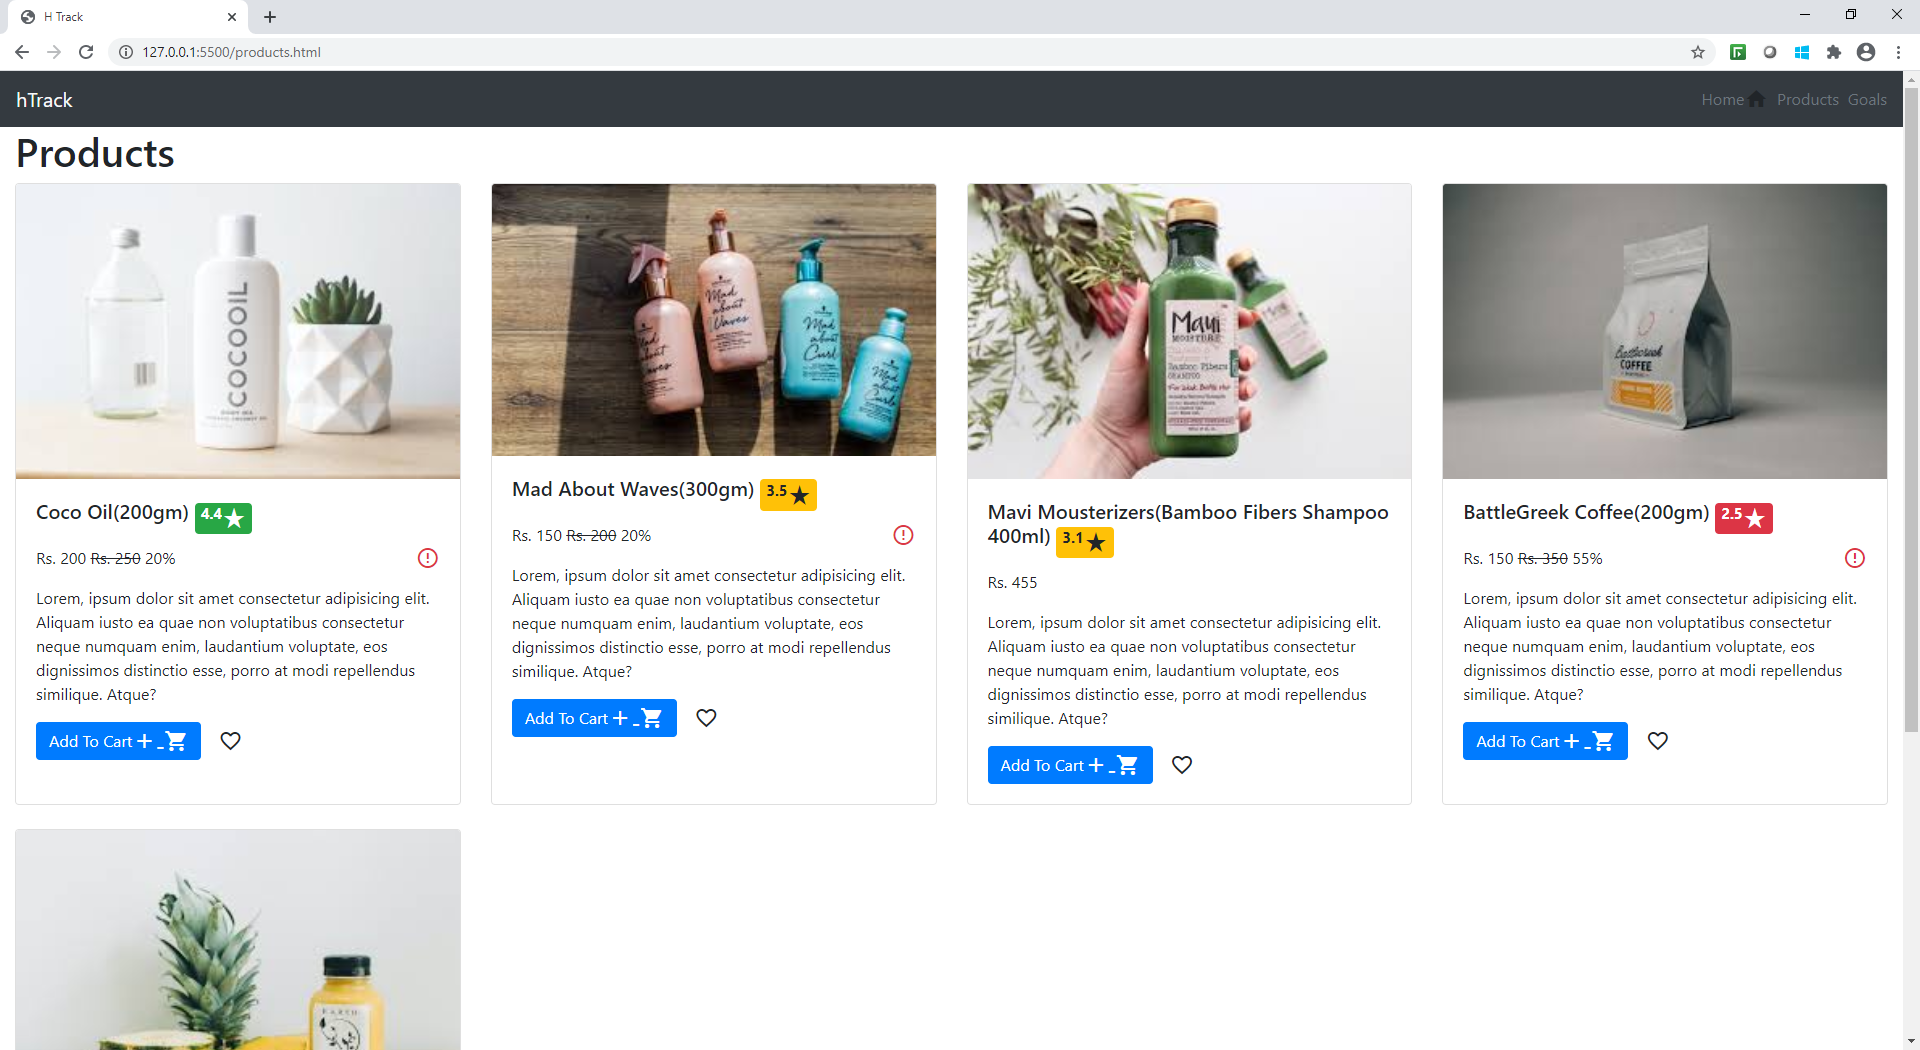 H Track
127.0.0.1:5500/products.html
hTrack
Home Products Goals
Products
COCOOIL
BODY OIL
Coco Oil(200gm) 4.4
Rs. 200 Rs. 250 20%
Lorem, ipsum dolor sit amet consectetur adipisicing elit.
Aliquam iusto ea quae non voluptatibus consectetur
neque numquam enim, laudantium voluptate, eos
dignissimos distinctio esse, porro at modi repellendus
similique. Atque?
Add To Cart
Mad
about
Waves
Mad
about
Waves
Mad
about
Curls
Mad
about
Curls
Mad About Waves(300gm) 3.5
Rs. 150 Rs. 200 20%
Lorem, ipsum dolor sit amet consectetur adipisicing elit.
Aliquam iusto ea quae non voluptatibus consectetur
neque numquam enim, laudantium voluptate, eos
dignissimos distinctio esse, porro at modi repellendus
similique. Atque?
Add To Cart
Maui
MOISTURE
Bamboo Fibers
SHAMPOO
Mavi Mousterizers(Bamboo Fibers Shampoo
400ml) 3.1
Rs. 455
Lorem, ipsum dolor sit amet consectetur adipisicing elit.
Aliquam iusto ea quae non voluptatibus consectetur
neque numquam enim, laudantium voluptate, eos
dignissimos distinctio esse, porro at modi repellendus
similique. Atque?
Add To Cart
COFFEE
BattleGreek Coffee(200gm) 2.5
Rs. 150 Rs. 350 55%
Lorem, ipsum dolor sit amet consectetur adipisicing elit.
Aliquam iusto ea quae non voluptatibus consectetur
neque numquam enim, laudantium voluptate, eos
dignissimos distinctio esse, porro at modi repellendus
similique. Atque?
Add To Cart